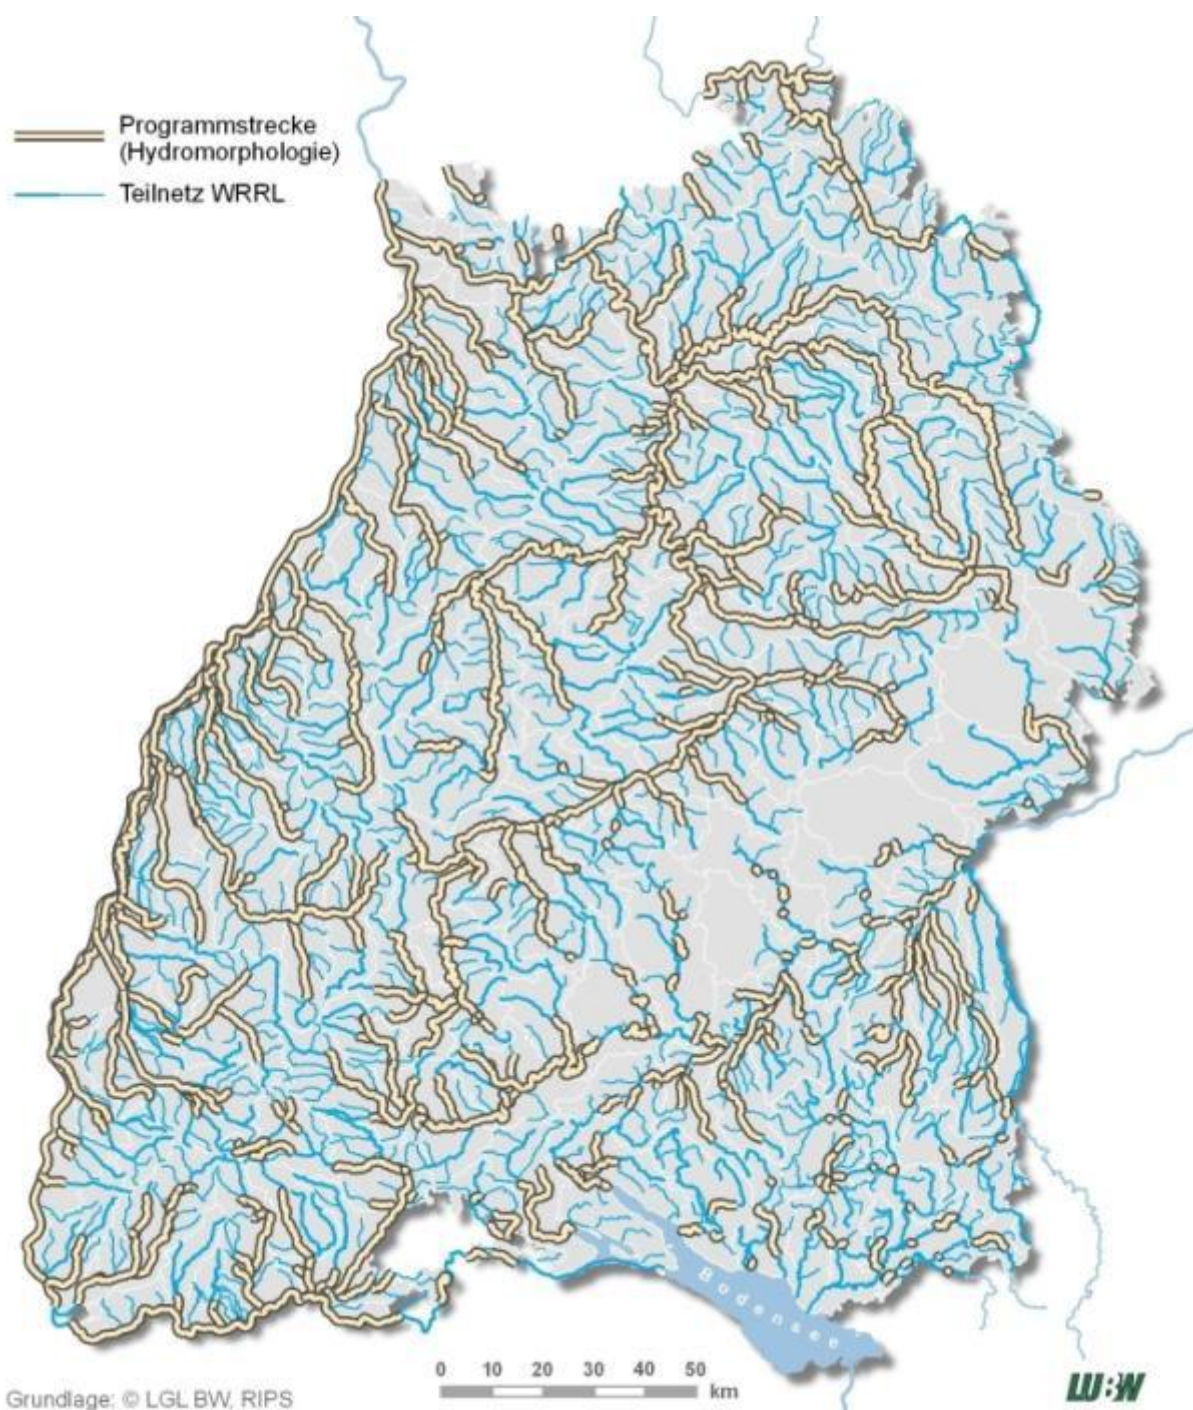 Programmstrecke
(Hydromorphologie)
Teilnetz WRRL
Bodensee
0 10 20 30 40 50
km
Grundlage: © LGL BW, RIPS
LUBW